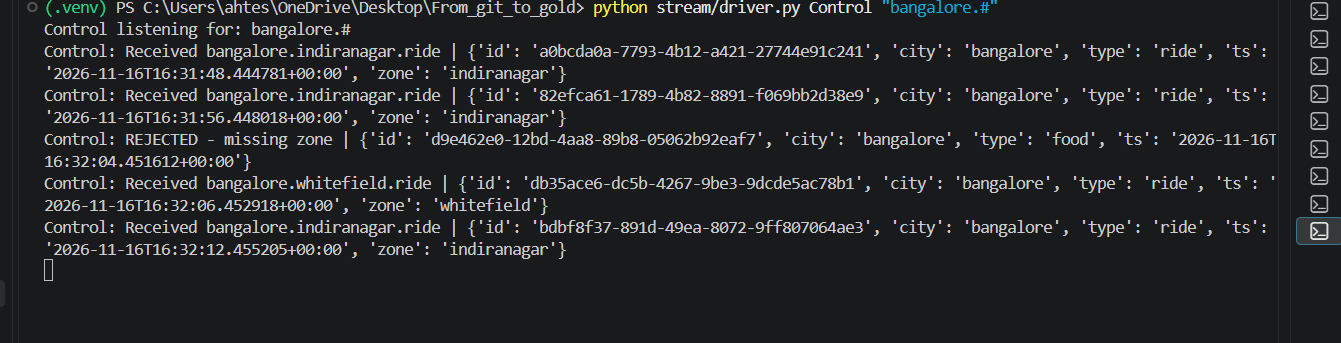 (.venv) PS C:\Users\ahtes\OneDrive\Desktop\From_git_to_gold> python stream/driver.py Control "bangalore.#"
Control listening for: bangalore.#
Control: Received bangalore.indiranagar.ride | {'id': 'a0bcda0a-7793-4b12-a421-27744e91c241', 'city': 'bangalore', 'type': 'ride', 'ts':
'2026-11-16T16:31:48.444781+00:00', 'zone': 'indiranagar'}
Control: Received bangalore.indiranagar.ride | {'id': '82efca61-1789-4b82-8891-f069bb2d38e9', 'city': 'bangalore', 'type': 'ride', 'ts':
'2026-11-16T16:31:56.448018+00:00', 'zone': 'indiranagar'}
Control: REJECTED - missing zone | {'id': 'd9e462e0-12bd-4aa8-89b8-05062b92eaf7', 'city': 'bangalore', 'type': 'food', 'ts': '2026-11-16T
16:32:04.451612+00:00'}
Control: Received bangalore.whitefield.ride | {'id': 'db35ace6-dc5b-4267-9be3-9dcde5ac78b1', 'city': 'bangalore', 'type': 'ride', 'ts': '
2026-11-16T16:32:06.452918+00:00', 'zone': 'whitefield'}
Control: Received bangalore.indiranagar.ride | {'id': 'bdbf8f37-891d-49ea-8072-9ff807064ae3', 'city': 'bangalore', 'type': 'ride', 'ts':
'2026-11-16T16:32:12.455205+00:00', 'zone': 'indiranagar'}